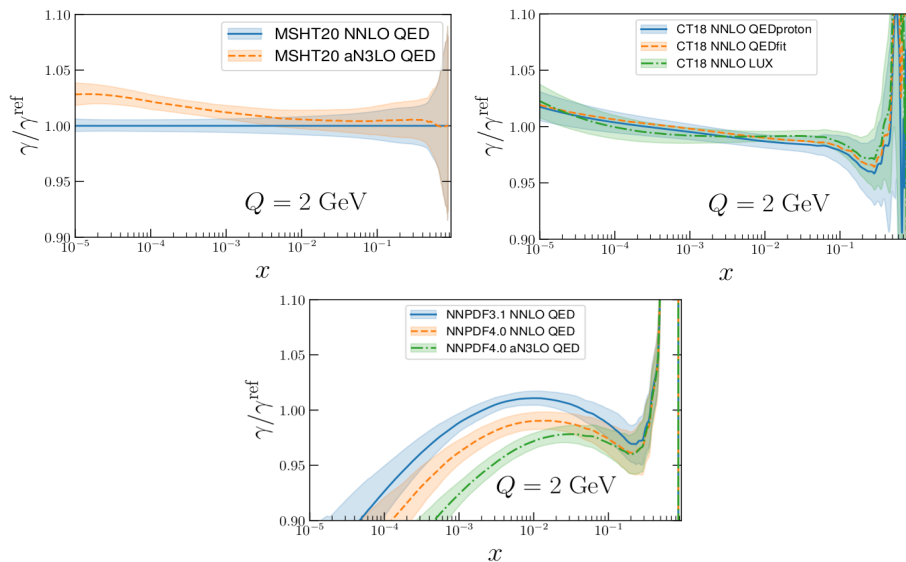 MSHT20 NNLO QED
MSHT20 aN3LO QED
γ/γ^ref
1.10
1.05
1.00
0.95
0.90
Q = 2 GeV
10⁻⁵ 10⁻⁴ 10⁻³ 10⁻² 10⁻¹
x
CT18 NNLO QEDproton
CT18 NNLO QEDfit
CT18 NNLO LUX
γ/γ^ref
1.10
1.05
1.00
0.95
0.90
Q = 2 GeV
10⁻⁵ 10⁻⁴ 10⁻³ 10⁻² 10⁻¹
x
NNPDF3.1 NNLO QED
NNPDF4.0 NNLO QED
NNPDF4.0 aN3LO QED
γ/γ^ref
1.10
1.05
1.00
0.95
0.90
Q = 2 GeV
10⁻⁵ 10⁻⁴ 10⁻³ 10⁻² 10⁻¹
x